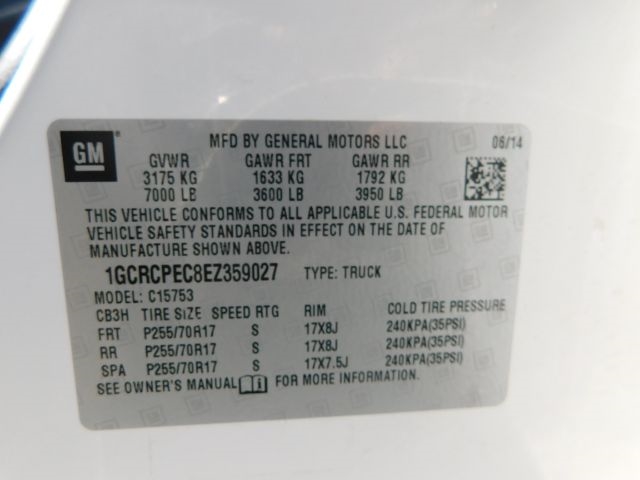 GM
MFD BY GENERAL MOTORS LLC 06/14
GVWR GAWR FRT GAWR RR
3175 KG 1633 KG 1792 KG
7000 LB 3600 LB 3950 LB
THIS VEHICLE CONFORMS TO ALL APPLICABLE U.S. FEDERAL MOTOR
VEHICLE SAFETY STANDARDS IN EFFECT ON THE DATE OF
MANUFACTURE SHOWN ABOVE.
1GCRCPEC8EZ359027 TYPE: TRUCK
MODEL: C15753
CB3H TIRE SIZE SPEED RTG RIM COLD TIRE PRESSURE
FRT P255/70R17 S 17X8J 240KPA(35PSI)
RR P255/70R17 S 17X8J 240KPA(35PSI)
SPA P255/70R17 S 17X7.5J 240KPA(35PSI)
SEE OWNER'S MANUAL FOR MORE INFORMATION.